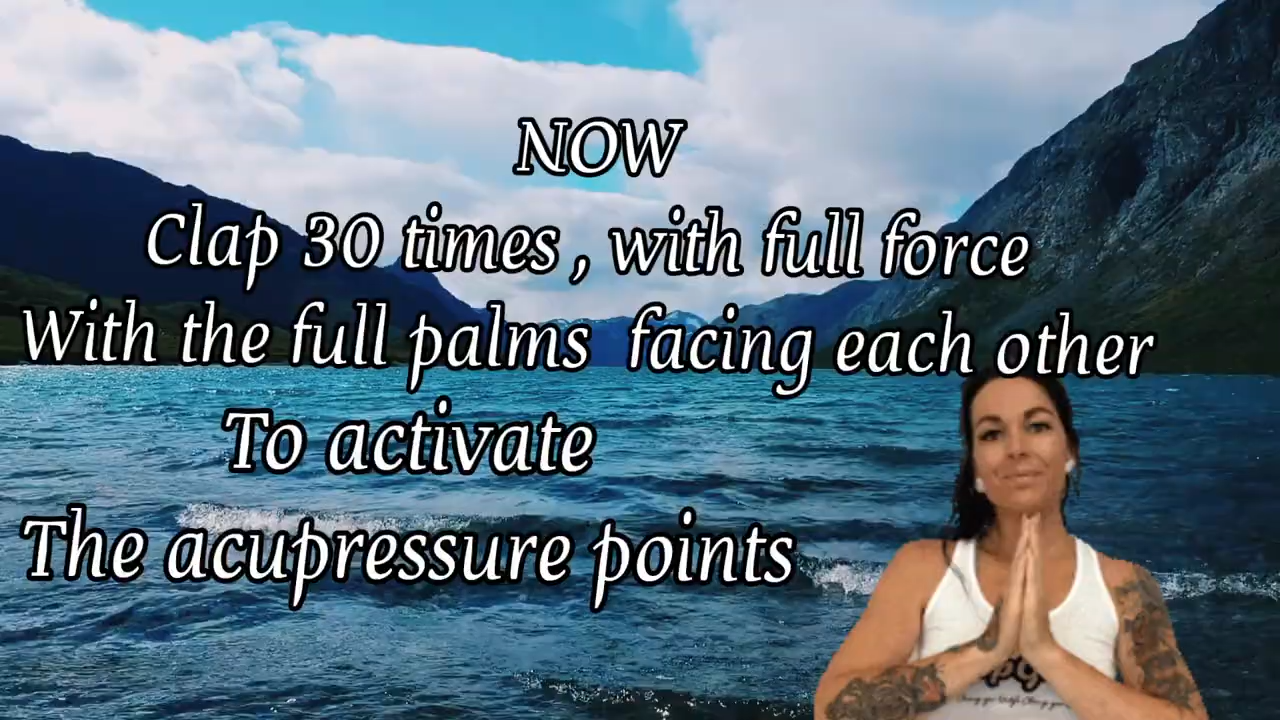 NOW
Clap 30 times , with full force
With the full palms facing each other
To activate
The acupressure points